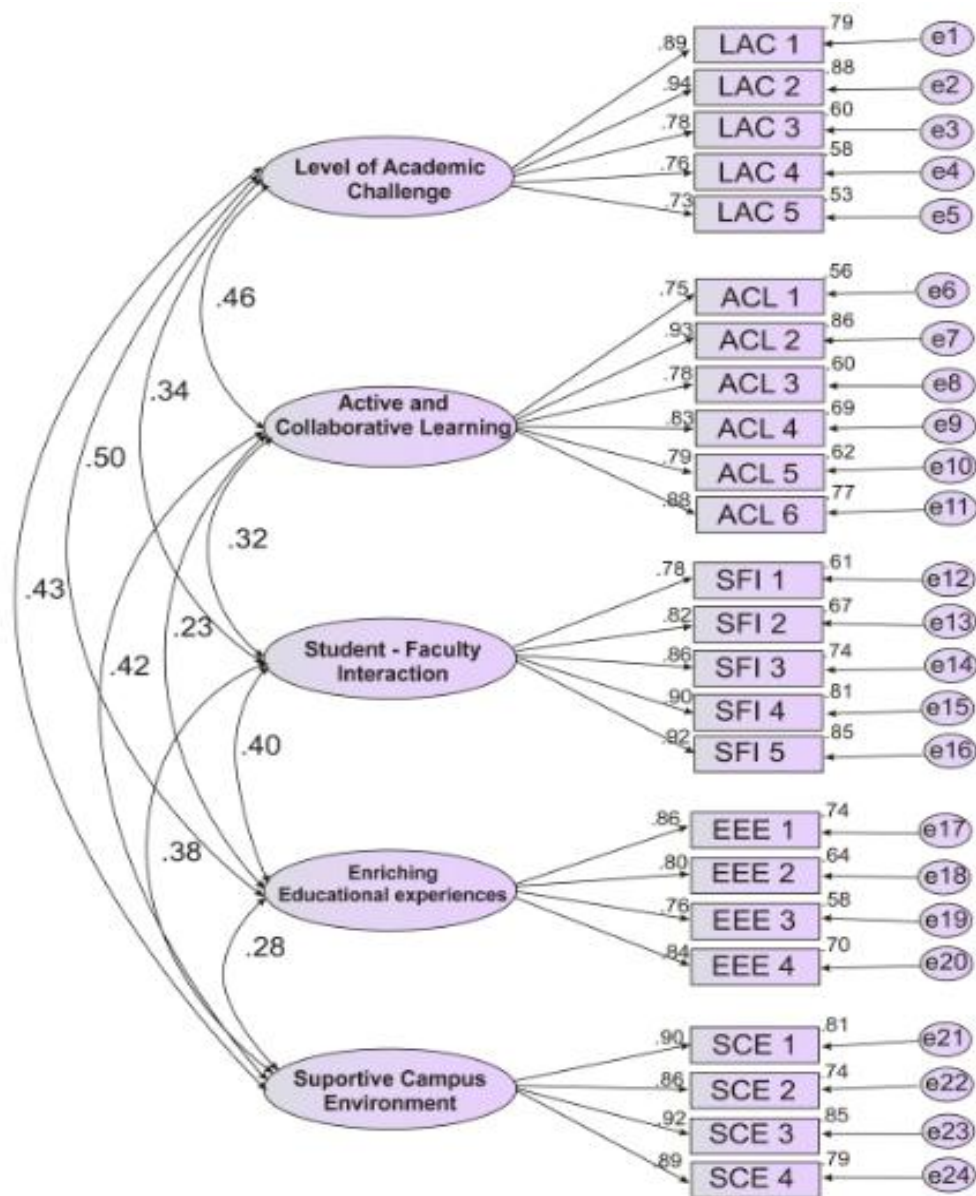 .79
e1
.89
LAC 1
.88
e2
.94
LAC 2
.60
e3
.78
LAC 3
.58
e4
.76
LAC 4
.53
e5
.73
LAC 5
Level of Academic
Challenge
.46
.56
e6
.75
ACL 1
.86
e7
.93
ACL 2
.60
e8
.78
ACL 3
.69
e9
.83
ACL 4
.62
e10
.79
ACL 5
.77
e11
.88
ACL 6
.34
Active and
Collaborative Learning
.50
.32
.43
.61
e12
.78
SFI 1
.67
e13
.82
SFI 2
.74
e14
.86
SFI 3
.81
e15
.90
SFI 4
.85
e16
.92
SFI 5
.23
Student - Faculty
Interaction
.42
.40
.74
e17
.86
EEE 1
.64
e18
.80
EEE 2
.58
e19
.76
EEE 3
.70
e20
.84
EEE 4
.38
Enriching
Educational experiences
.28
.81
e21
.90
SCE 1
.74
e22
.86
SCE 2
.85
e23
.92
SCE 3
.79
e24
.89
SCE 4
Suportive Campus
Environment